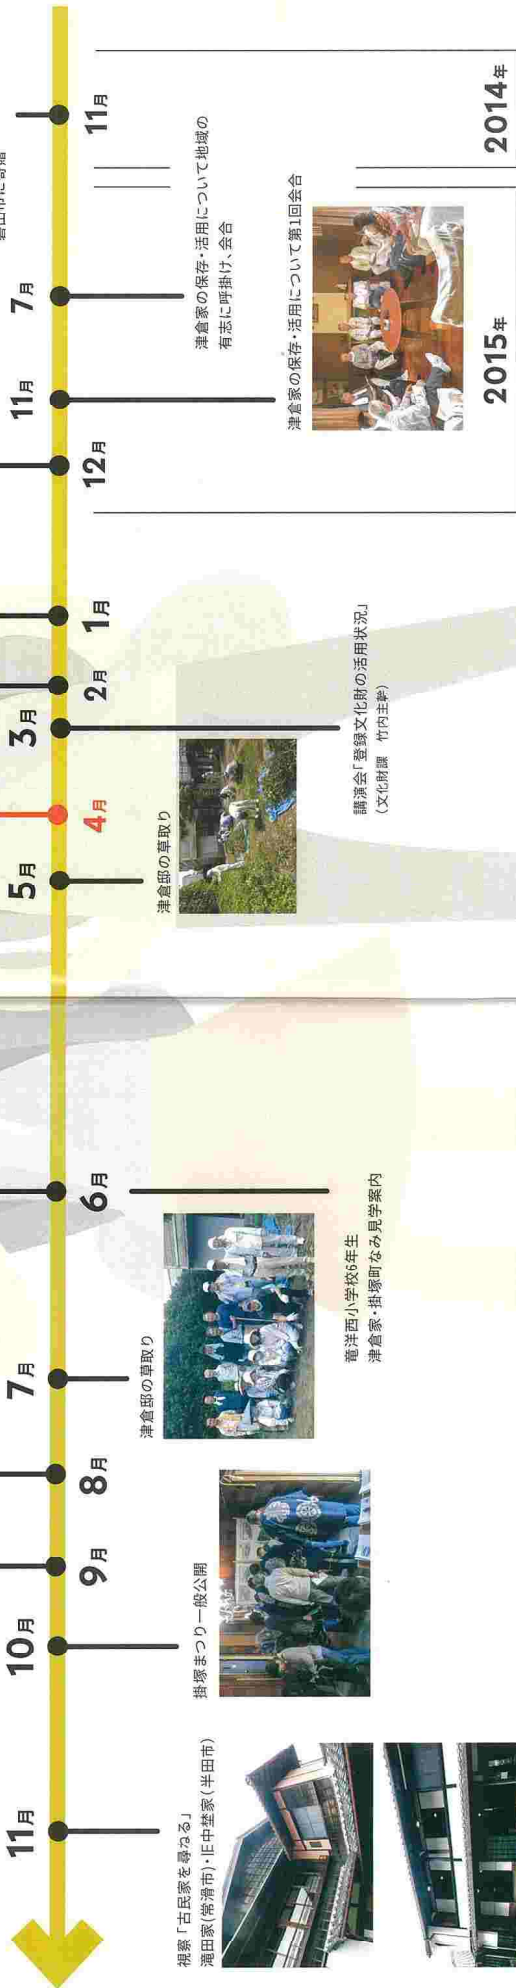 2014年
11月
磐田市に寄贈
2015年
7月
津倉家の保存・活用について地域の
有志に呼掛け、会合
11月
津倉家の保存・活用について第1回会合
12月
1月
2月
3月
講演会「登録文化財の活用状況」
（文化財課　竹内主幹）
4月
5月
津倉邸の草取り
6月
竜洋西小学校6年生
津倉家・掛塚町なみ見学案内
7月
津倉邸の草取り
8月
9月
10月
掛塚まつり一般公開
11月
視察「古民家を尋ねる」
滝田家（常滑市）・旧中埜家（半田市）